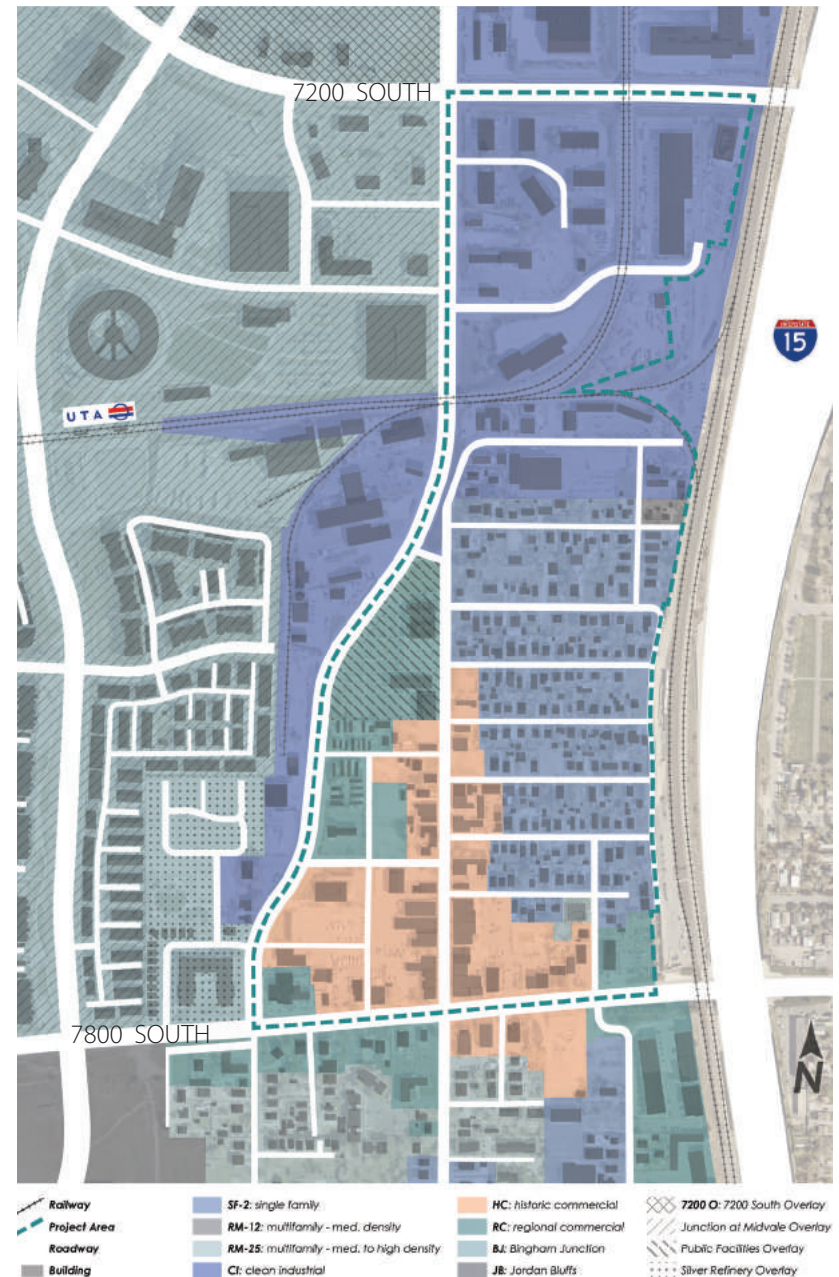 7200 SOUTH
INTERSTATE
15
UTA
7800 SOUTH
N
Railway
Project Area
Roadway
Building
SF-2: single family
RM-12: multifamily - med. density
RM-25: multifamily - med. to high density
CI: clean industrial
HC: historic commercial
RC: regional commercial
BJ: Bingham Junction
JB: Jordan Bluffs
7200 O: 7200 South Overlay
Junction at Midvale Overlay
Public Facilities Overlay
Silver Refinery Overlay